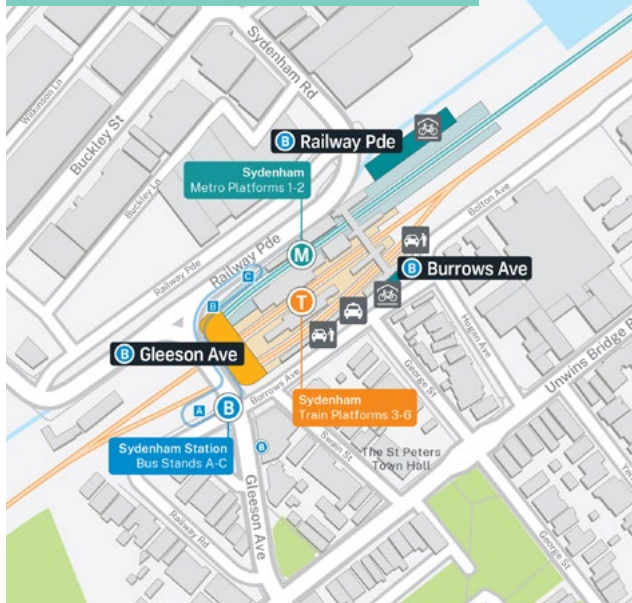 Sydenham Rd
Wilkinson Ln
Buckley St
B Railway Pde
Sydenham
Metro Platforms 1-2
Buckley Ln
Bolton Ave
Railway Pde
Railway Pde
M
C
B Burrows Ave
B
T
Hogan Ave
B Gleeson Ave
Unwins Bridge R
Burrows Ave
George St
A
B
Sydenham
Train Platforms 3-6
Sydenham Station
Bus Stands A-C
B
Swain St
The St Peters
Town Hall
Gleeson Ave
Railway Rd
George St